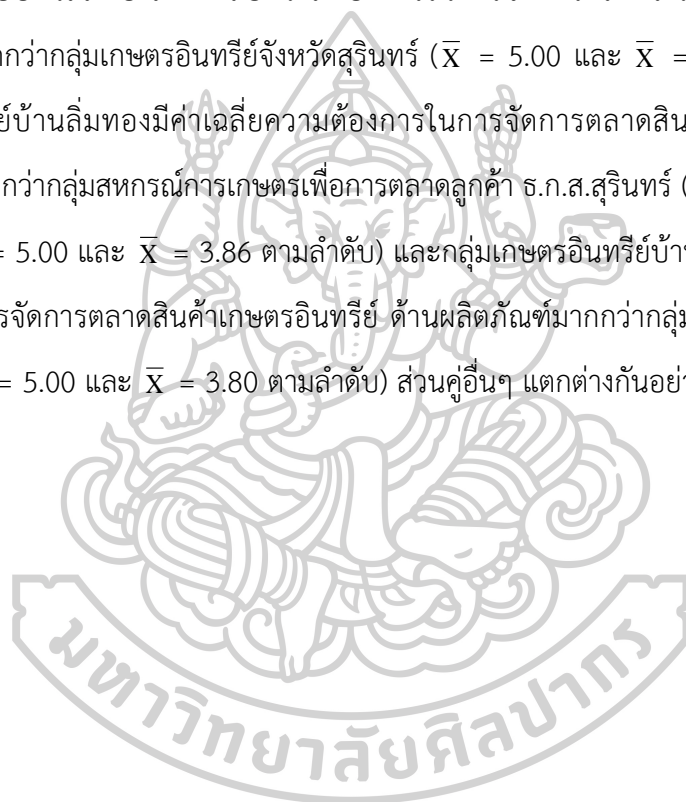 กว่ากลุ่มเกษตรอินทรีย์จังหวัดสุรินทร์ (X̅ = 5.00 และ X̅ =
ย์บ้านลิ่มทองมีค่าเฉลี่ยความต้องการในการจัดการตลาดสิน
กว่ากลุ่มสหกรณ์การเกษตรเพื่อการตลาดลูกค้า ธ.ก.ส.สุรินทร์ (
= 5.00 และ X̅ = 3.86 ตามลำดับ) และกลุ่มเกษตรอินทรีย์บ้าน
รจัดการตลาดสินค้าเกษตรอินทรีย์ ด้านผลิตภัณฑ์มากกว่ากลุ่ม
= 5.00 และ X̅ = 3.80 ตามลำดับ) ส่วนคู่อื่นๆ แตกต่างกันอย่า
มหาวิทยาลัยศิลปากร